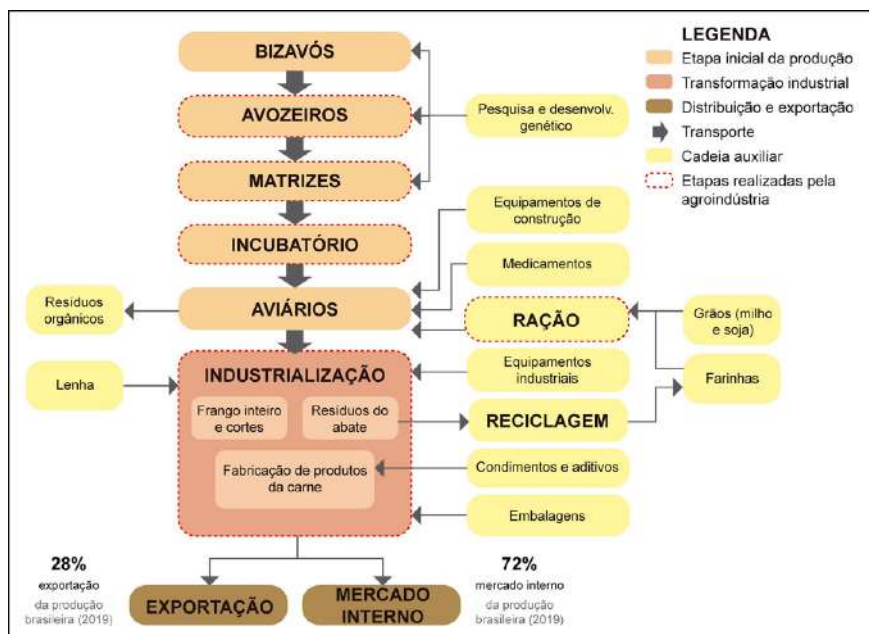 LEGENDA
Etapa inicial da produção
Transformação industrial
Distribuição e exportação
Transporte
Cadeia auxiliar
Etapas realizadas pela
agroindústria
BIZAVÓS
AVOZEIROS
Pesquisa e desenvolv.
genético
MATRIZES
INCUBATÓRIO
Equipamentos de
construção
Medicamentos
Resíduos
orgânicos
AVIÁRIOS
RAÇÃO
Grãos (milho
e soja)
Lenha
INDUSTRIALIZAÇÃO
Frango inteiro
e cortes
Resíduos do
abate
Fabricação de produtos
da carne
Equipamentos
industriais
Farinhas
RECICLAGEM
Condimentos e aditivos
Embalagens
28%
exportação
da produção
brasileira (2019)
EXPORTAÇÃO
MERCADO
INTERNO
72%
mercado interno
da produção
brasileira (2019)